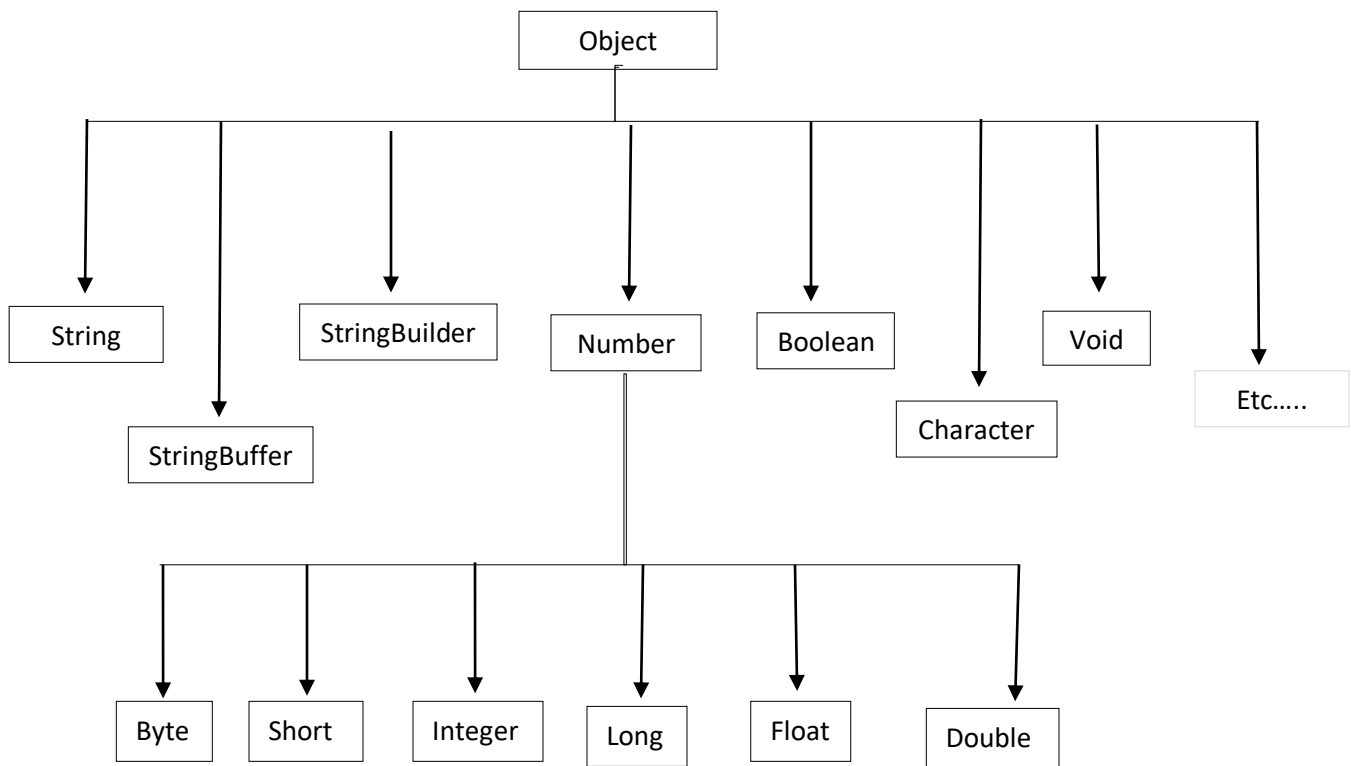 Object
String
StringBuilder
Number
Boolean
Void
Etc.....
StringBuffer
Character
Byte
Short
Integer
Long
Float
Double